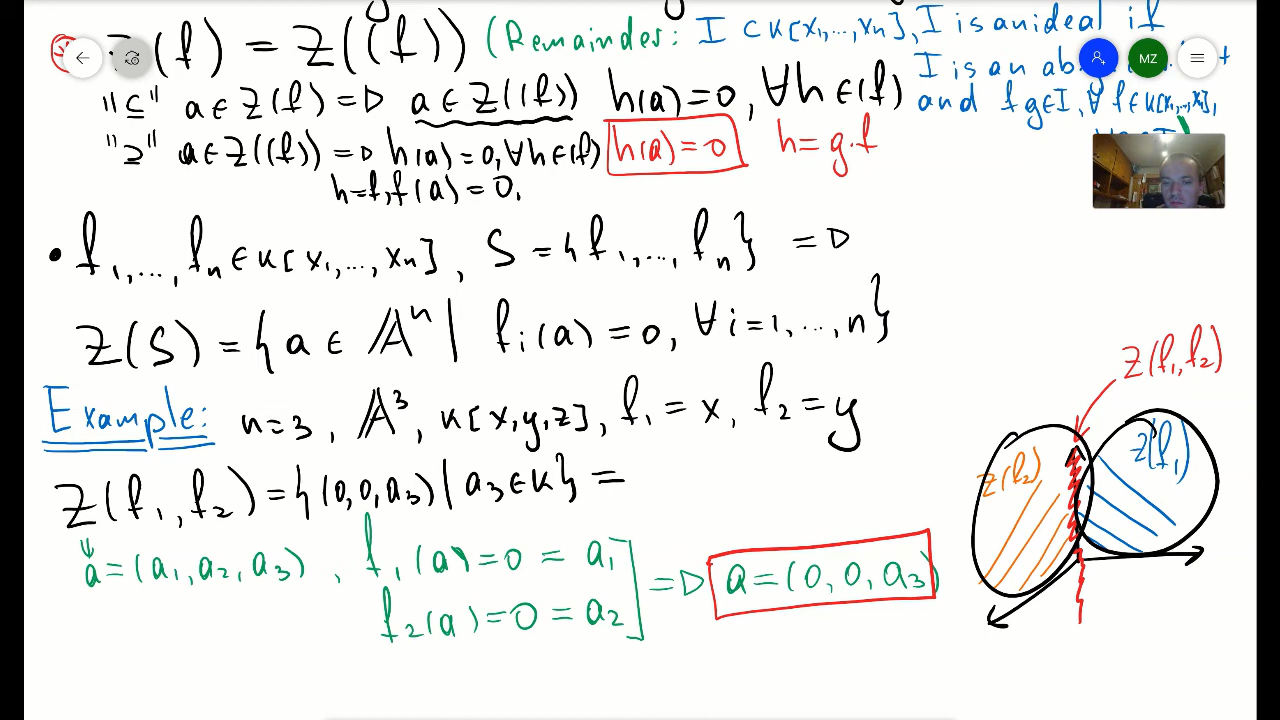 Z(f) = Z((f)) (Remainder: I ⊂ K[x₁,...,xₙ], I is an ideal if
I is an
"⊆" a ∈ Z(f) ⇒ a ∈ Z((f)) h(a)=0, ∀h ∈ (f) and fg∈I, ∀ f∈K[x₁,..,xₙ],
"⊇" a ∈ Z((f)) ⇒ h(a)=0, ∀h∈(f) h(a)=0 h = g·f
h=f, f(a)=0.
• f₁,..., fₙ ∈ K[x₁,..., xₙ], S = {f₁,..., fₙ} ⇒
Z(S) = {a ∈ 𝔸ⁿ | fᵢ(a) = 0, ∀i=1,...,n}
Z(f₁,f₂)
Example: n=3, 𝔸³, K[x,y,z], f₁ = x, f₂ = y
Z(f₂) Z(f₁)
Z(f₁, f₂) = {(0,0,a₃) | a₃∈K} =
a=(a₁,a₂,a₃), f₁(a)=0 = a₁
f₂(a)=0 = a₂ ] ⇒ a=(0,0,a₃)
MZ